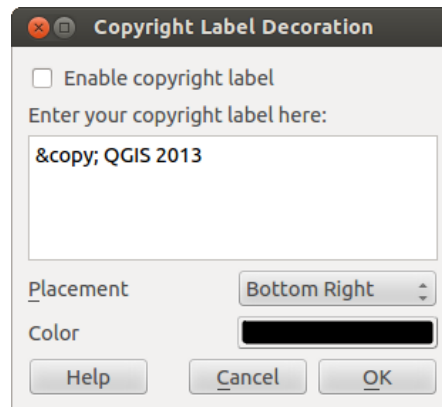 Copyright Label Decoration
Enable copyright label
Enter your copyright label here:
&copy; QGIS 2013
Placement Bottom Right
Color
Help Cancel OK